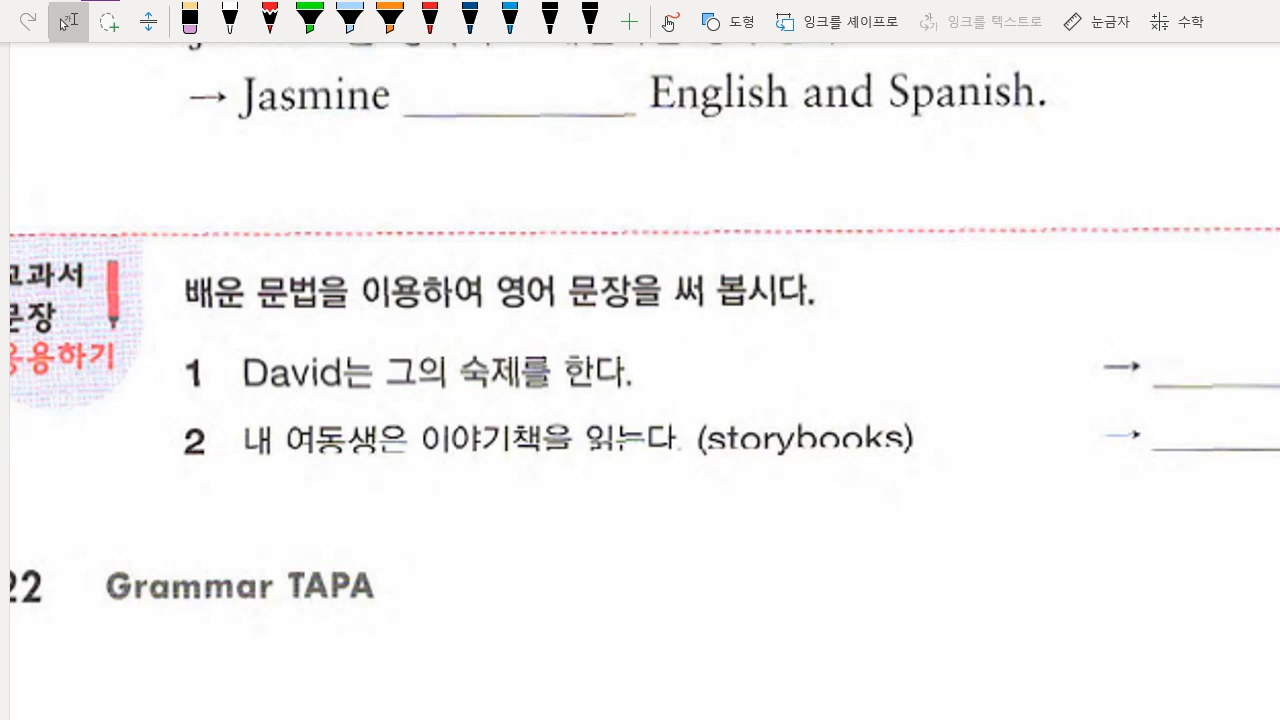 도형
잉크를 셰이프로
잉크를 텍스트로
눈금자
수학
→ Jasmine ________ English and Spanish.
교과서
문장
응용하기
배운 문법을 이용하여 영어 문장을 써 봅시다.
1 David는 그의 숙제를 한다. → ____
2 내 여동생은 이야기책을 읽는다. (storybooks) → ____
22 Grammar TAPA